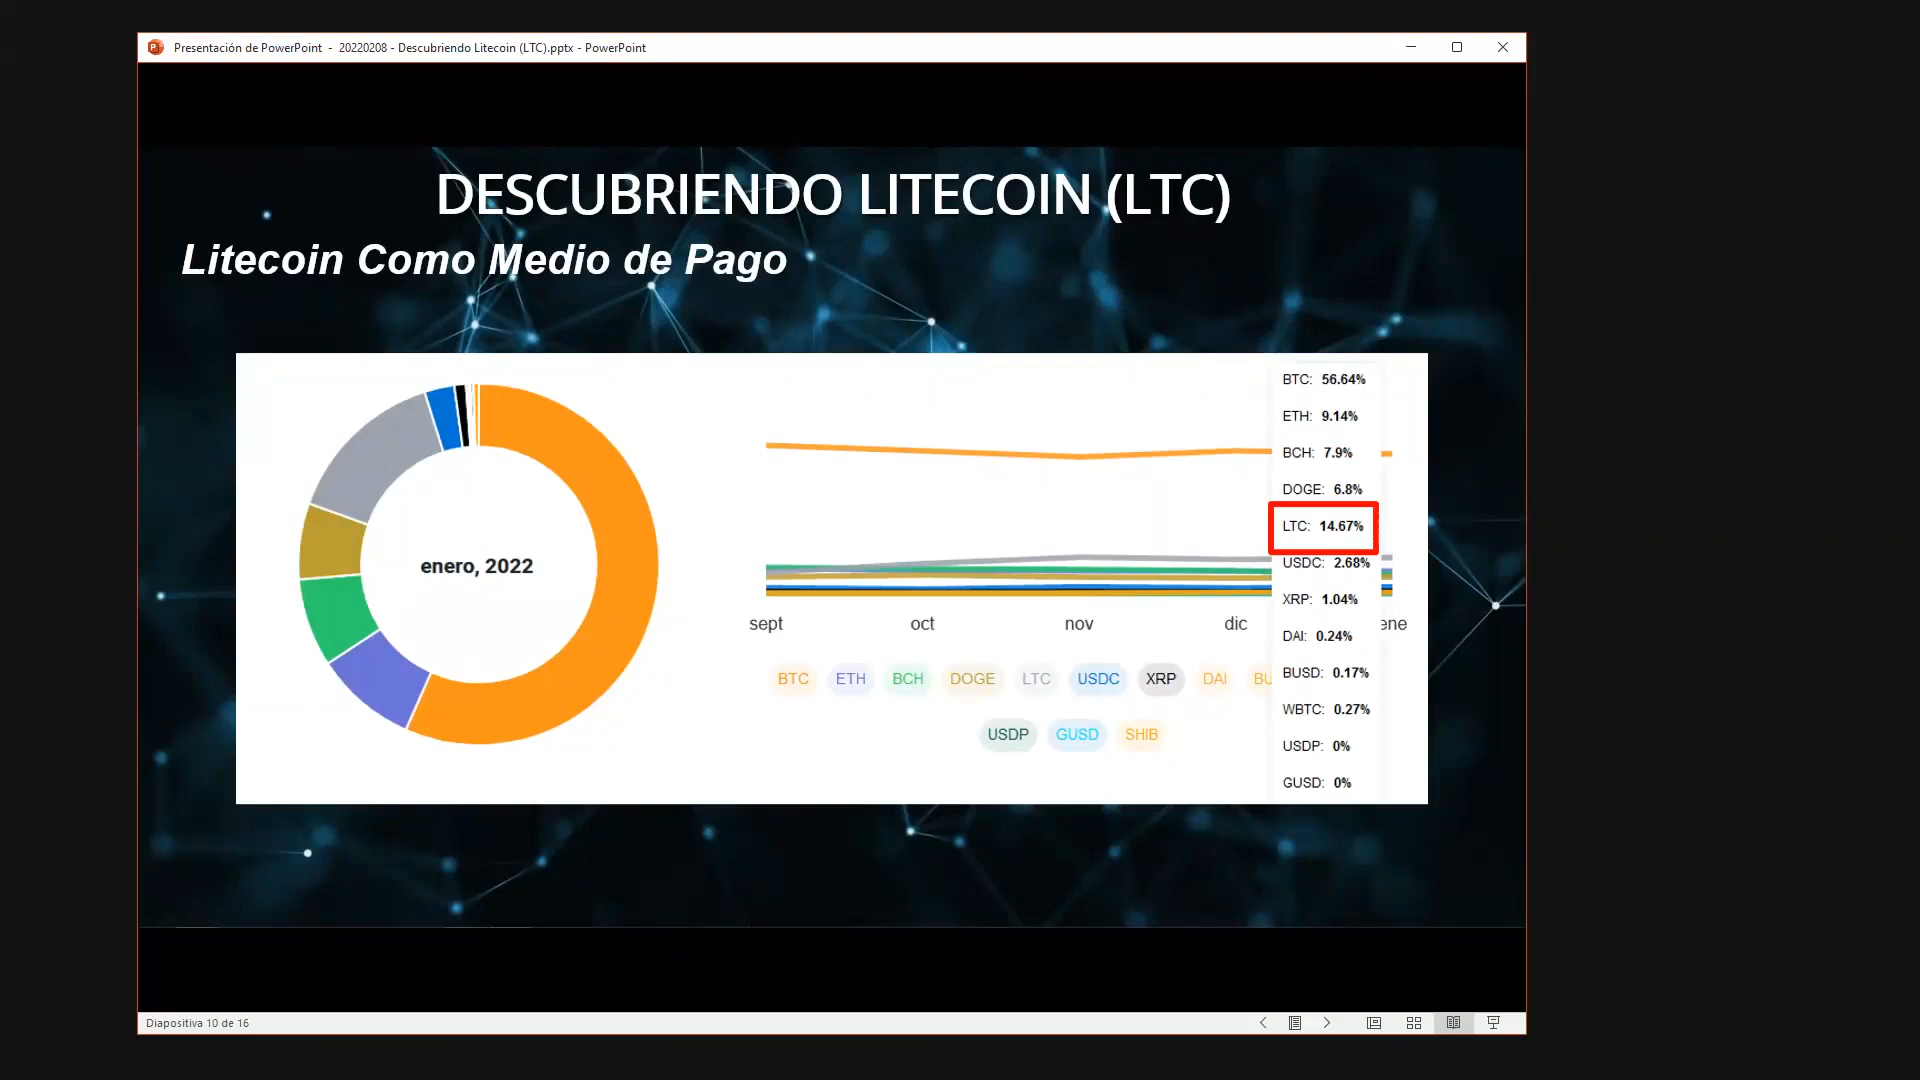 Presentación de PowerPoint - 20220208 - Descubriendo Litecoin (LTC).pptx - PowerPoint
DESCUBRIENDO LITECOIN (LTC)
Litecoin Como Medio de Pago
enero, 2022
BTC: 56.64%
ETH: 9.14%
BCH: 7.9%
DOGE: 6.8%
LTC: 14.67%
USDC: 2.68%
XRP: 1.04%
DAI: 0.24%
BUSD: 0.17%
WBTC: 0.27%
USDP: 0%
GUSD: 0%
sept oct nov dic ene
BTC ETH BCH DOGE LTC USDC XRP DAI BU
USDP GUSD SHIB
Diapositiva 10 de 16